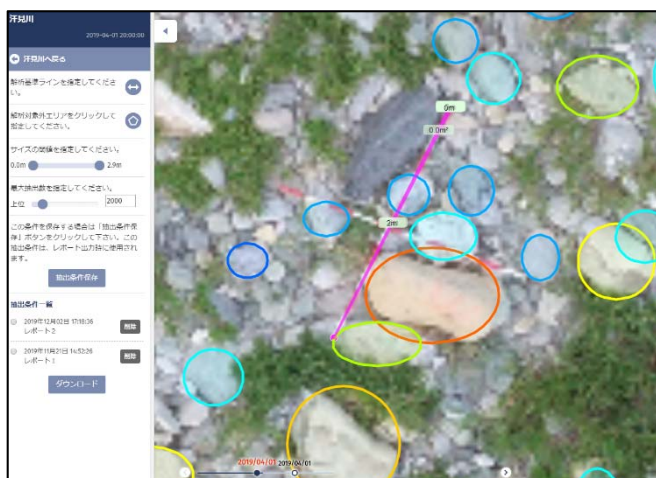 汗見川
2019-04-01 20:00:00
汗見川へ戻る
解析基準ラインを指定してくださ
い。
解析対象外エリアをクリックして
指定してください。
サイズの閾値を指定してください。
0.0m 2.9m
最大抽出数を指定してください。
上位 2000
この条件を保存する場合は「抽出条件保
存」ボタンをクリックして下さい。この
抽出条件は、レポート出力時に使用され
ます。
抽出条件保存
抽出条件一覧
2019年12月02日 17:18:36
レポート2
削除
2019年11月21日 14:52:26
レポート1
削除
ダウンロード
0m
0.0m²
2m
2019/04/01 2019/04/01